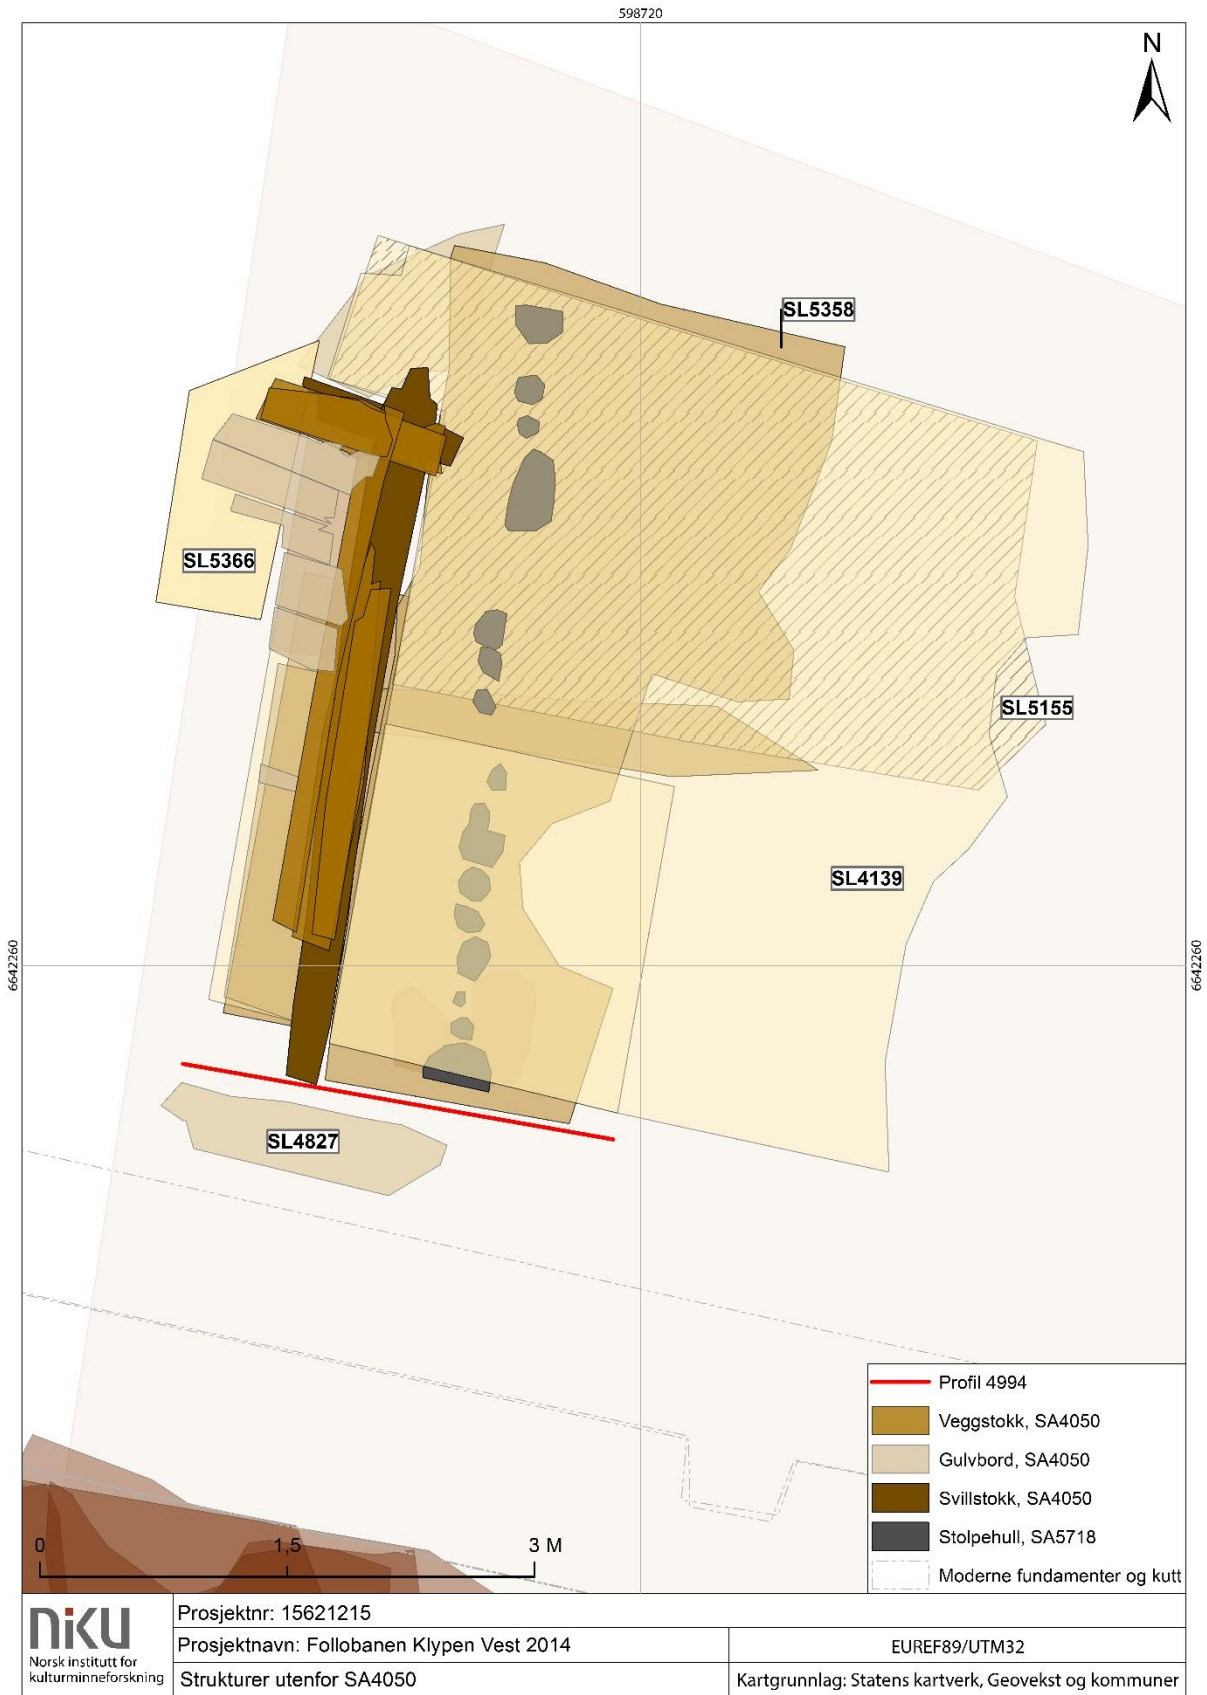 598720
N
SL5358
SL5366
SL5155
SL4139
6642260
6642260
SL4827
Profil 4994
Veggstokk, SA4050
Gulvbord, SA4050
Svillstokk, SA4050
Stolpehull, SA5718
Moderne fundamenter og kutt
0 1,5 3 M
niku
Norsk institutt for
kulturminneforskning
Prosjektnr: 15621215
Prosjektnavn: Follobanen Klypen Vest 2014
Strukturer utenfor SA4050
EUREF89/UTM32
Kartgrunnlag: Statens kartverk, Geovekst og kommuner